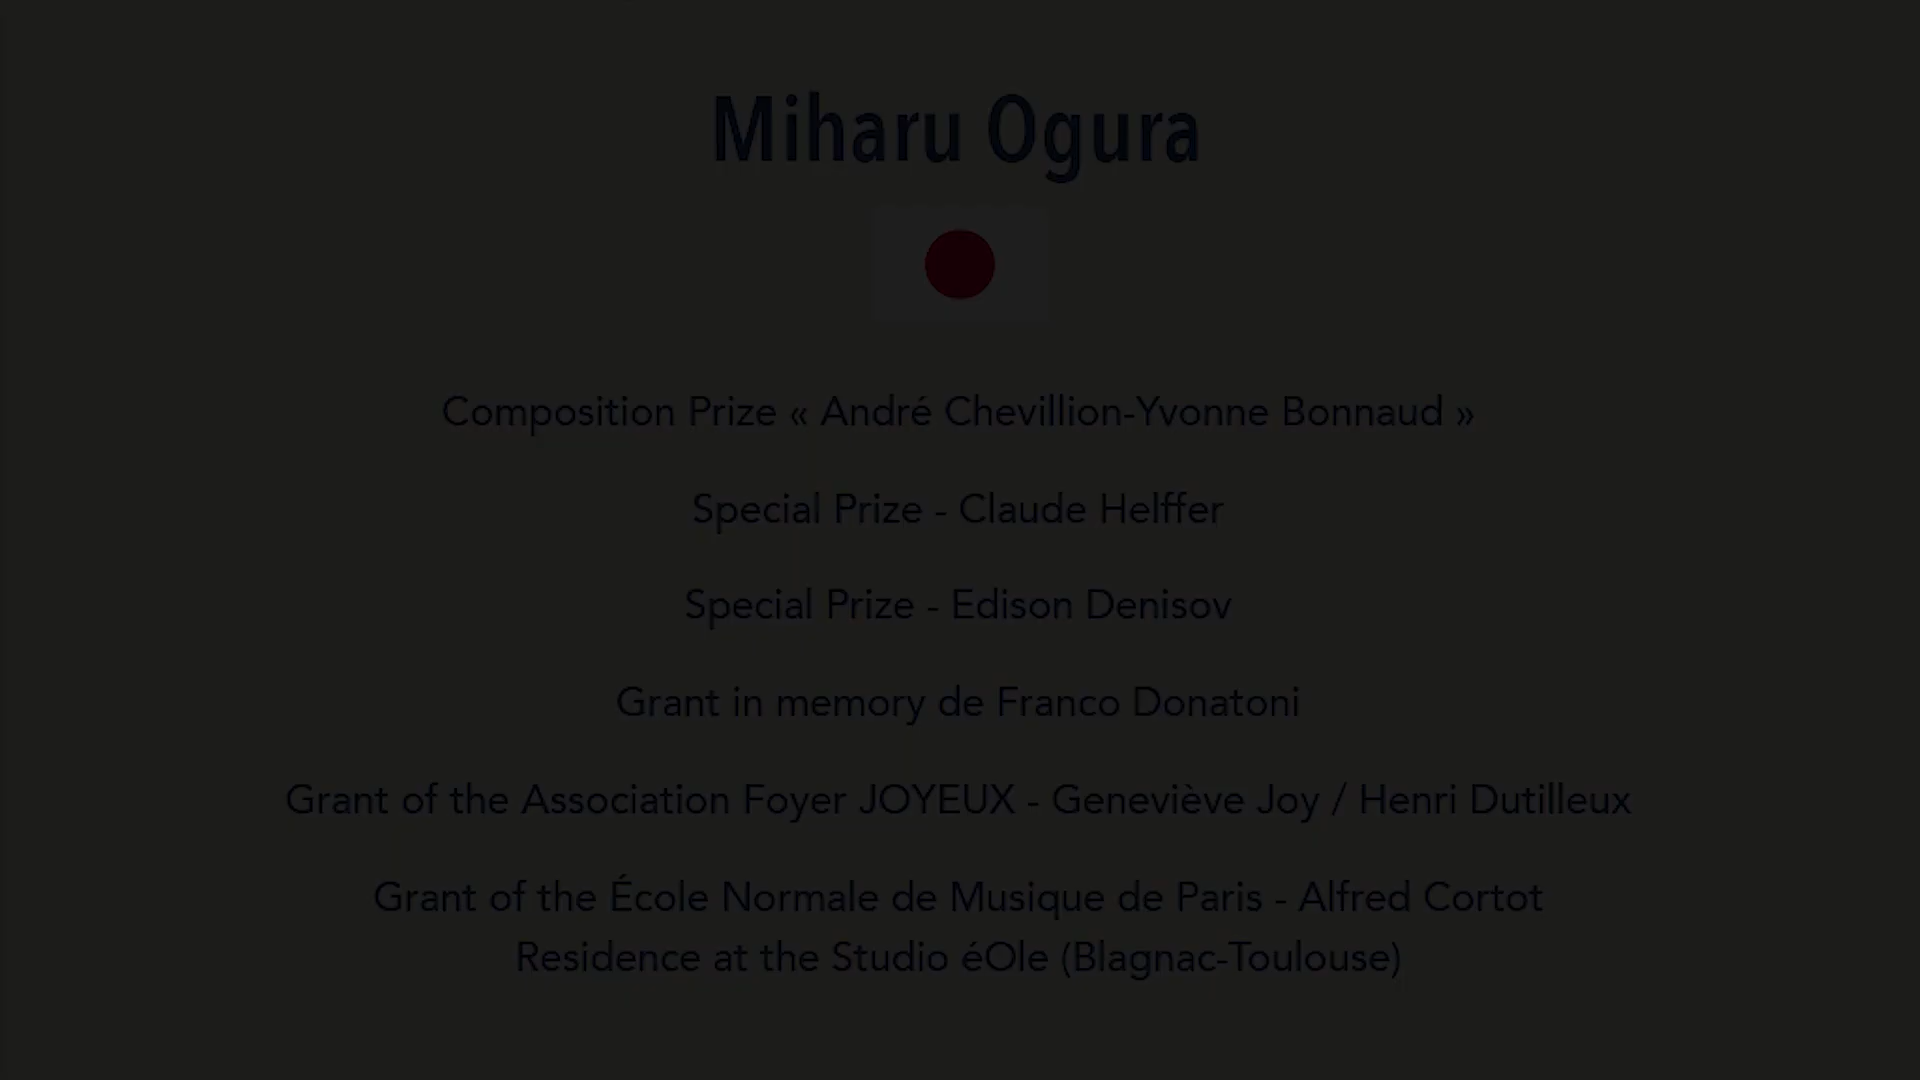 Miharu Ogura
Composition Prize « André Chevillion-Yvonne Bonnaud »
Special Prize - Claude Helffer
Special Prize - Edison Denisov
Grant in memory de Franco Donatoni
Grant of the Association Foyer JOYEUX - Geneviève Joy / Henri Dutilleux
Grant of the École Normale de Musique de Paris - Alfred Cortot
Residence at the Studio éOle (Blagnac-Toulouse)